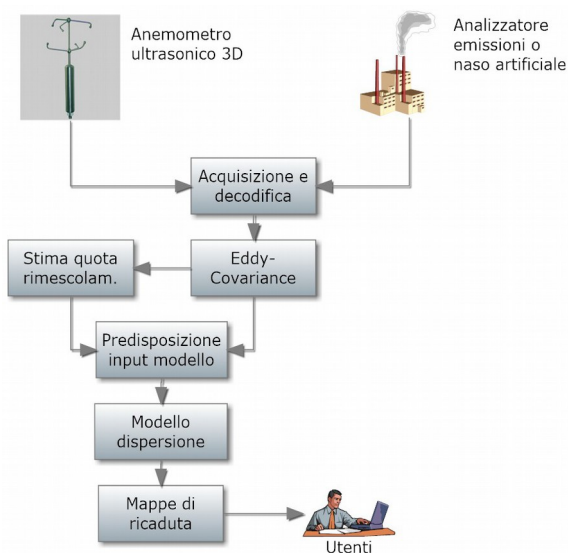 Anemometro
ultrasonico 3D
Analizzatore
emissioni o
naso artificiale
Acquisizione e
decodifica
Stima quota
rimescolam.
Eddy-
Covariance
Predisposizione
input modello
Modello
dispersione
Mappe di
ricaduta
Utenti